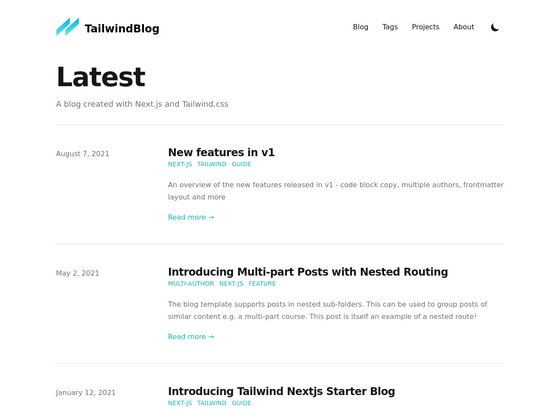 TailwindBlog
Blog Tags Projects About
Latest
A blog created with Next.js and Tailwind.css
August 7, 2021
New features in v1
NEXT-JS TAILWIND GUIDE
An overview of the new features released in v1 - code block copy, multiple authors, frontmatter
layout and more
Read more →
May 2, 2021
Introducing Multi-part Posts with Nested Routing
MULTI-AUTHOR NEXT-JS FEATURE
The blog template supports posts in nested sub-folders. This can be used to group posts of
similar content e.g. a multi-part course. This post is itself an example of a nested route!
Read more →
January 12, 2021
Introducing Tailwind Nextjs Starter Blog
NEXT-JS TAILWIND GUIDE